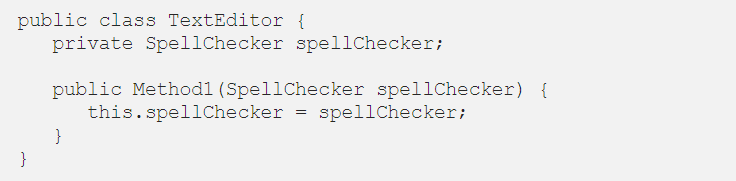 public class TextEditor {
private SpellChecker spellChecker;
public Method1(SpellChecker spellChecker) {
this.spellChecker = spellChecker;
}
}